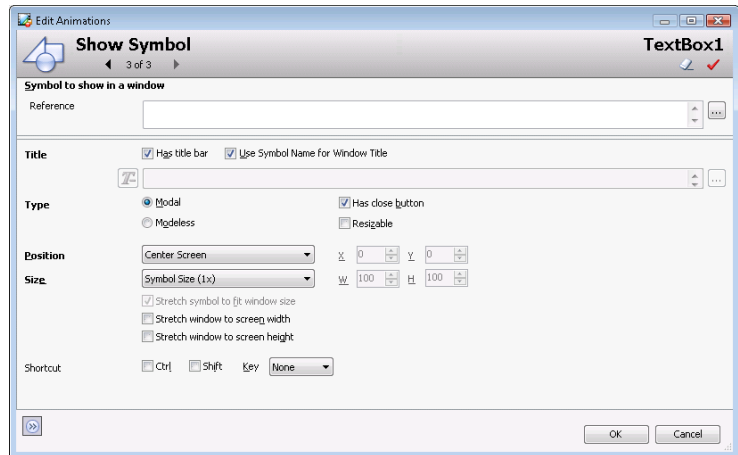 Edit Animations
Show Symbol TextBox1
3 of 3
Symbol to show in a window
Reference
...
Title Has title bar Use Symbol Name for Window Title
T ...
Type Modal Has close button
Modeless Resizable
Position Center Screen X 0 Y 0
Size Symbol Size (1x) W 100 H 100
Stretch symbol to fit window size
Stretch window to screen width
Stretch window to screen height
Shortcut Ctrl Shift Key None
OK Cancel